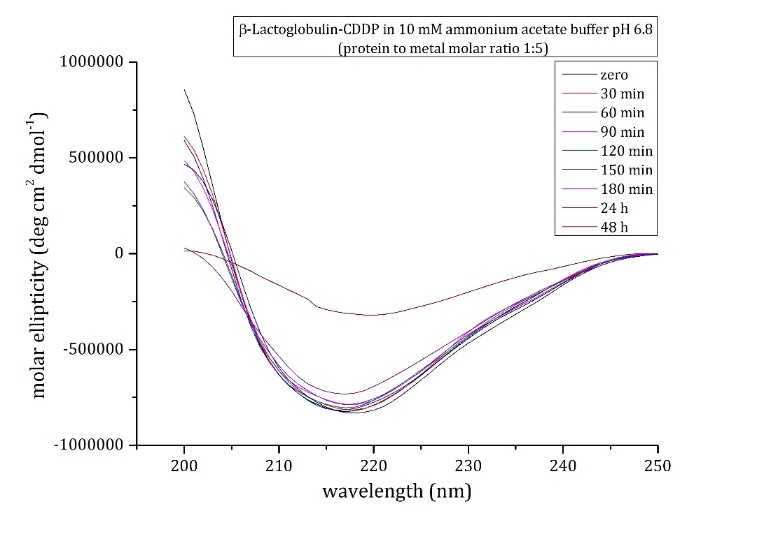 β-Lactoglobulin-CDDP in 10 mM ammonium acetate buffer pH 6.8
(protein to metal molar ratio 1:5)
zero
30 min
60 min
90 min
120 min
150 min
180 min
24 h
48 h
molar ellipticity (deg cm² dmol⁻¹)
1000000
500000
0
-500000
-1000000
200
210
220
230
240
250
wavelength (nm)